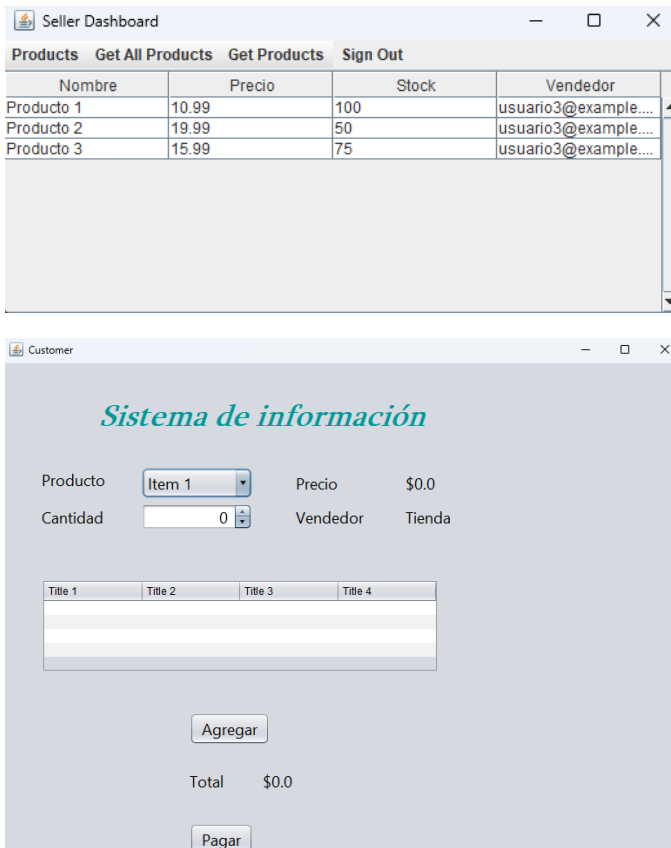 Seller Dashboard
Products Get All Products Get Products Sign Out
Nombre Precio Stock Vendedor
Producto 1 10.99 100 usuario3@example....
Producto 2 19.99 50 usuario3@example....
Producto 3 15.99 75 usuario3@example....
Customer
Sistema de información
Producto Item 1 Precio $0.0
Cantidad 0 Vendedor Tienda
Title 1 Title 2 Title 3 Title 4
Agregar
Total $0.0
Pagar